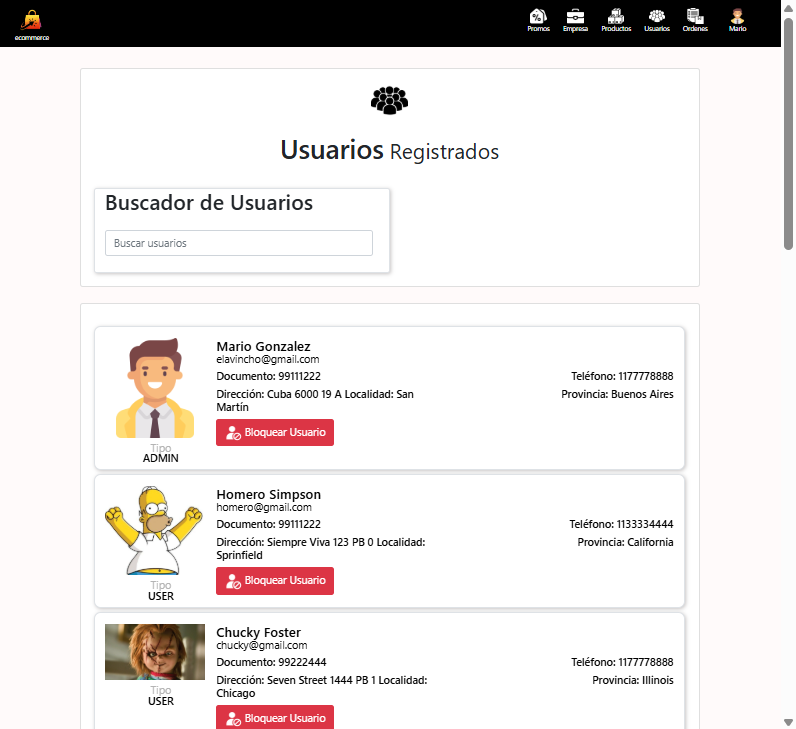 ecommerce
Promos Empresa Productos Usuarios Ordenes Mario
Usuarios Registrados
Buscador de Usuarios
Buscar usuarios
Mario Gonzalez
elavincho@gmail.com
Documento: 99111222 Teléfono: 1177778888
Dirección: Cuba 6000 19 A Localidad: San Provincia: Buenos Aires
Martín
Bloquear Usuario
Tipo
ADMIN
Homero Simpson
homero@gmail.com
Documento: 99111222 Teléfono: 1133334444
Dirección: Siempre Viva 123 PB 0 Localidad: Provincia: California
Sprinfield
Bloquear Usuario
Tipo
USER
Chucky Foster
chucky@gmail.com
Documento: 99222444 Teléfono: 1177778888
Dirección: Seven Street 1444 PB 1 Localidad: Provincia: Illinois
Chicago
Tipo
USER
Bloquear Usuario